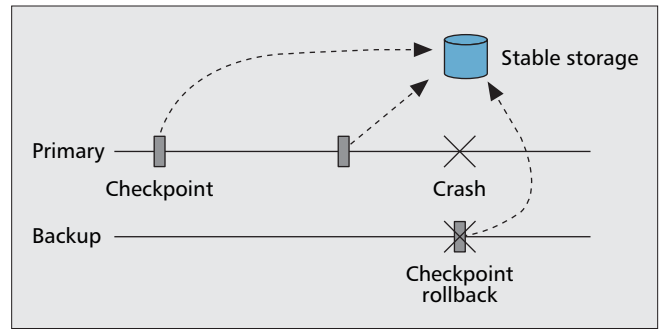 Stable storage
Primary
Checkpoint
Crash
Backup
Checkpoint
rollback